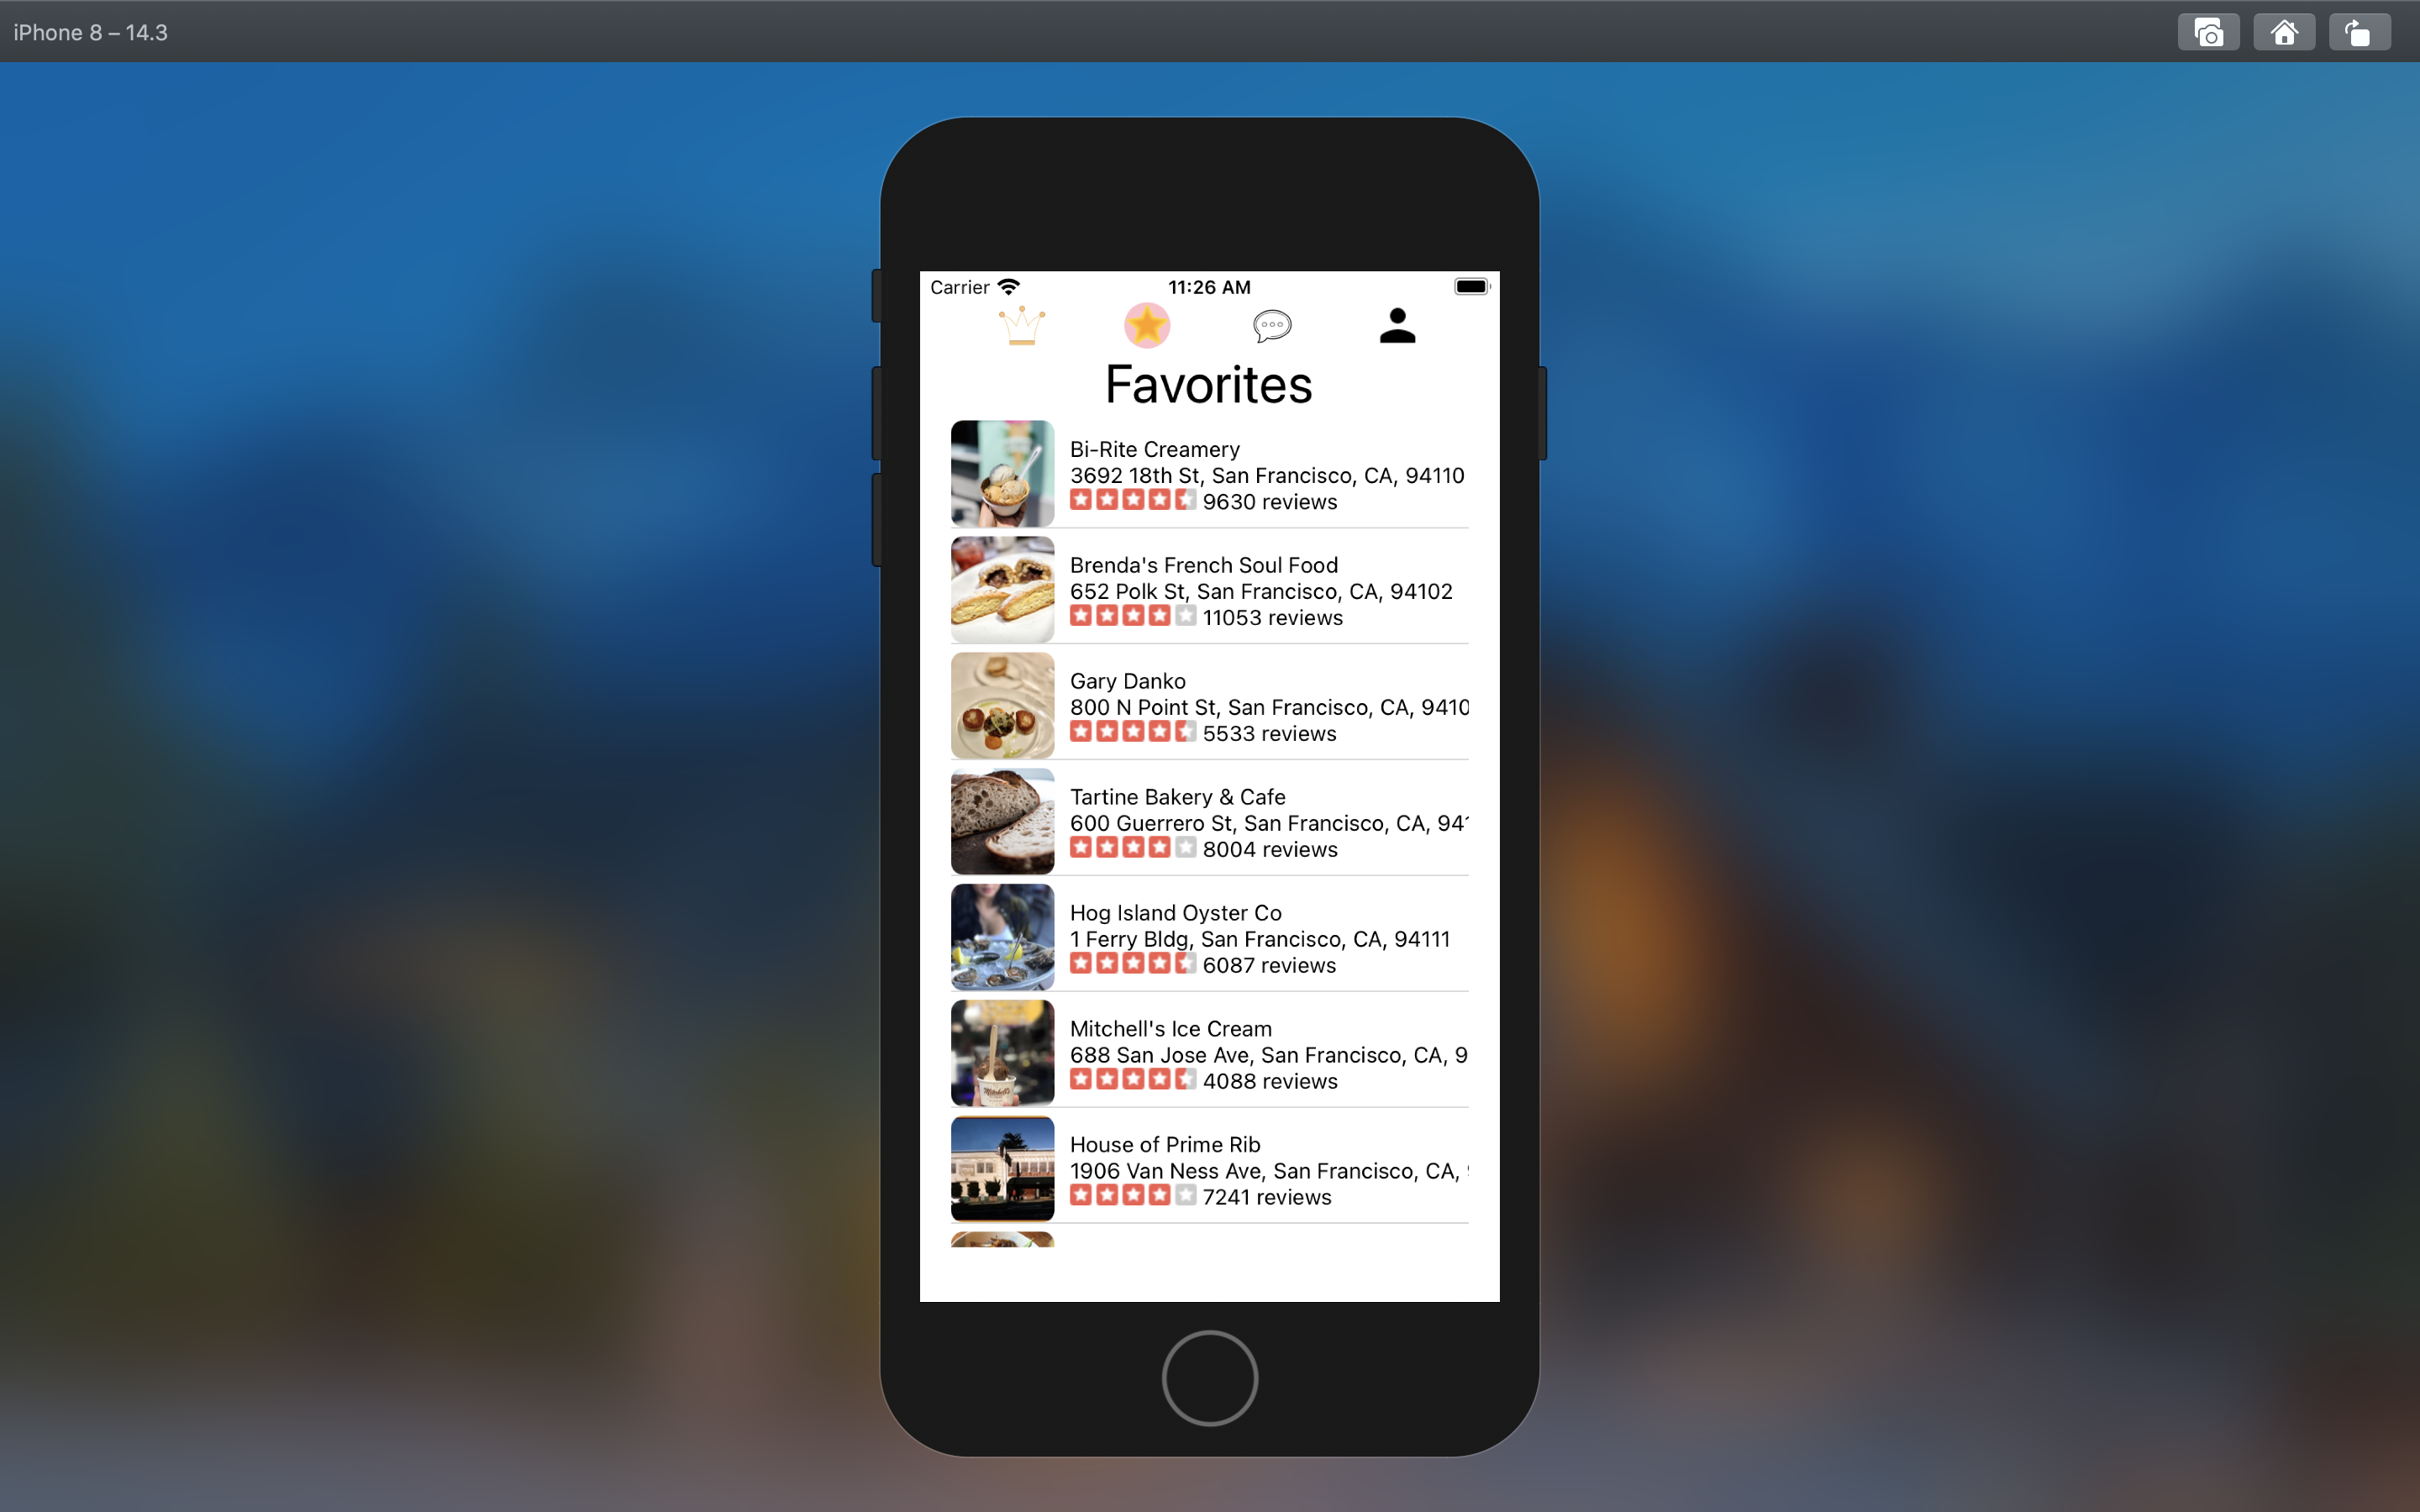 iPhone 8 – 14.3
Carrier 11:26 AM
Favorites
Bi-Rite Creamery
3692 18th St, San Francisco, CA, 94110
9630 reviews
Brenda's French Soul Food
652 Polk St, San Francisco, CA, 94102
11053 reviews
Gary Danko
800 N Point St, San Francisco, CA, 9410
5533 reviews
Tartine Bakery & Cafe
600 Guerrero St, San Francisco, CA, 941
8004 reviews
Hog Island Oyster Co
1 Ferry Bldg, San Francisco, CA, 94111
6087 reviews
Mitchell's Ice Cream
688 San Jose Ave, San Francisco, CA, 9
4088 reviews
House of Prime Rib
1906 Van Ness Ave, San Francisco, CA,
7241 reviews